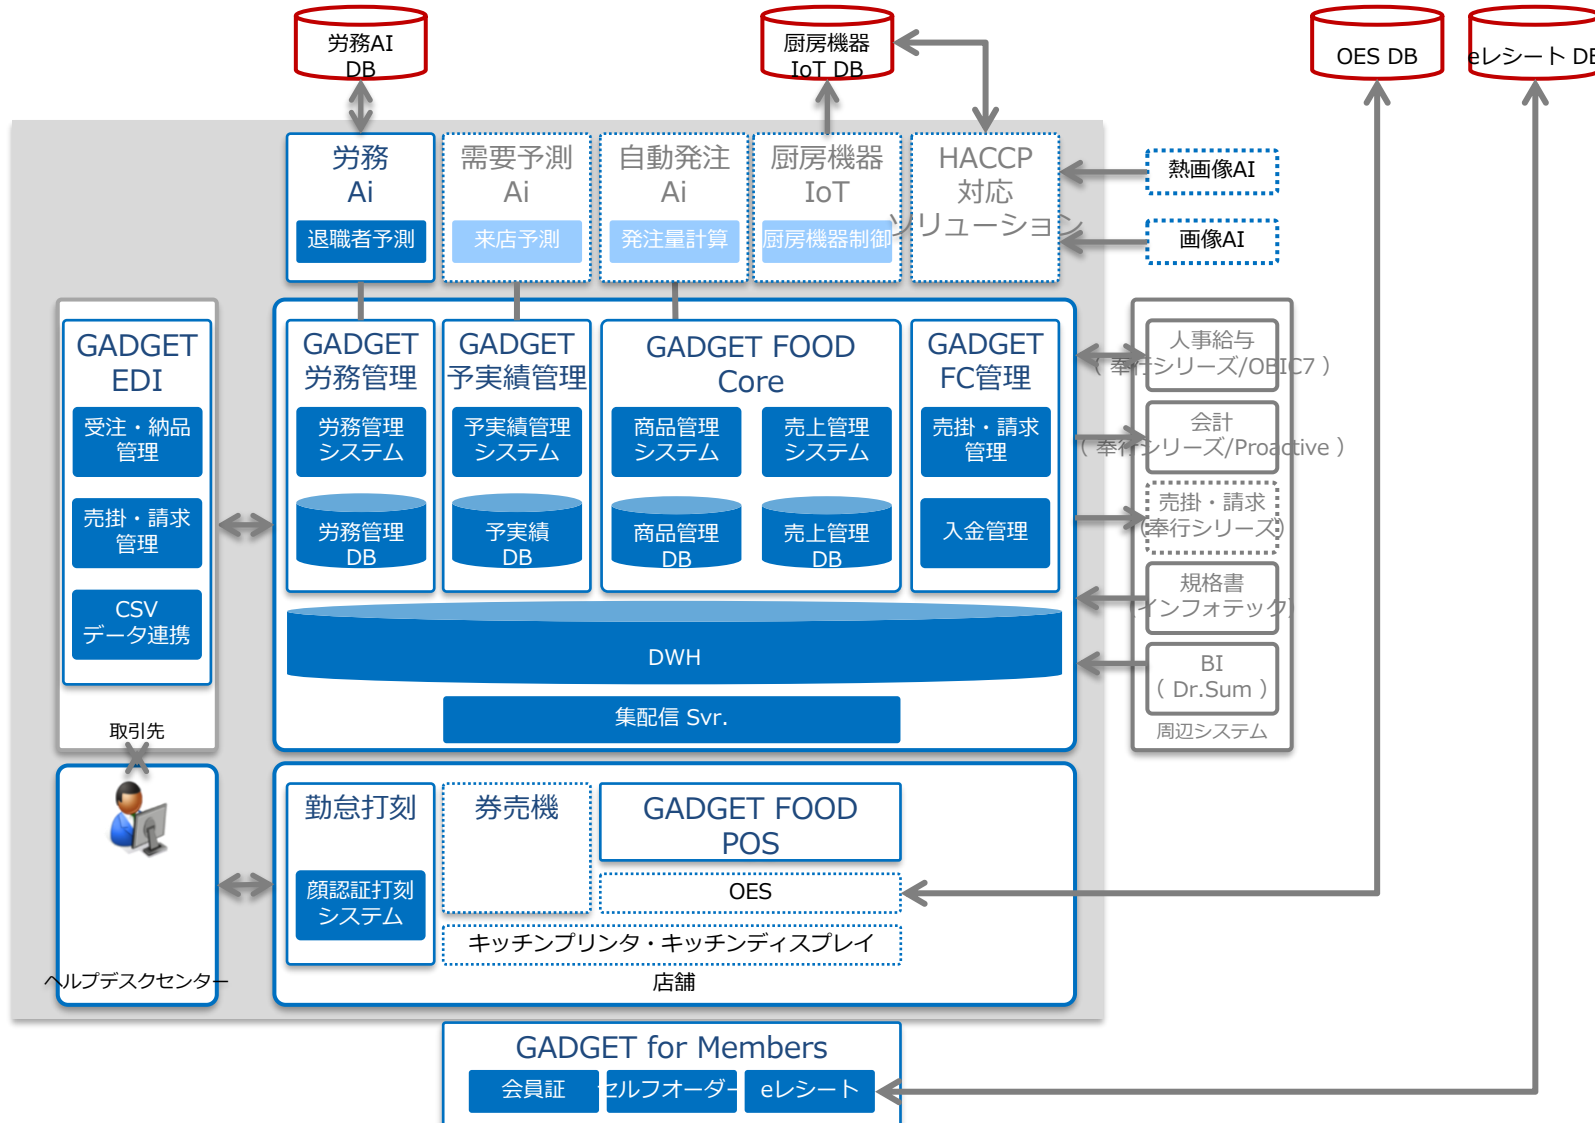 労務AI
DB
厨房機器
IoT DB
OES DB
eレシート DB
労務
Ai
退職者予測
需要予測
Ai
来店予測
自動発注
Ai
発注量計算
厨房機器
IoT
厨房機器制御
HACCP
対応
ソリューション
熱画像AI
画像AI
GADGET
EDI
受注・納品
管理
売掛・請求
管理
CSV
データ連携
取引先
GADGET
労務管理
労務管理
システム
労務管理
DB
GADGET
予実績管理
予実績管理
システム
予実績
DB
GADGET FOOD
Core
商品管理
システム
売上管理
システム
商品管理
DB
売上管理
DB
GADGET
FC管理
売掛・請求
管理
入金管理
DWH
集配信 Svr.
人事給与
（ 奉行シリーズ/OBIC7 ）
会計
（ 奉行シリーズ/Proactive ）
売掛・請求
（奉行シリーズ）
規格書
（インフォテック）
BI
（ Dr.Sum ）
周辺システム
ヘルプデスクセンター
勤怠打刻
顔認証打刻
システム
券売機
GADGET FOOD
POS
OES
キッチンプリンタ・キッチンディスプレイ
店舗
GADGET for Members
会員証
セルフオーダー
eレシート